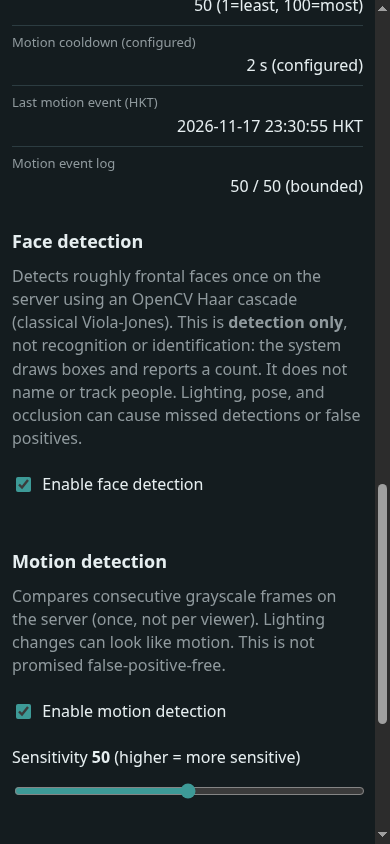 50 (1=least, 100=most)
Motion cooldown (configured)
2 s (configured)
Last motion event (HKT)
2026-11-17 23:30:55 HKT
Motion event log
50 / 50 (bounded)
Face detection
Detects roughly frontal faces once on the
server using an OpenCV Haar cascade
(classical Viola-Jones). This is detection only,
not recognition or identification: the system
draws boxes and reports a count. It does not
name or track people. Lighting, pose, and
occlusion can cause missed detections or false
positives.
Enable face detection
Motion detection
Compares consecutive grayscale frames on
the server (once, not per viewer). Lighting
changes can look like motion. This is not
promised false-positive-free.
Enable motion detection
Sensitivity 50 (higher = more sensitive)